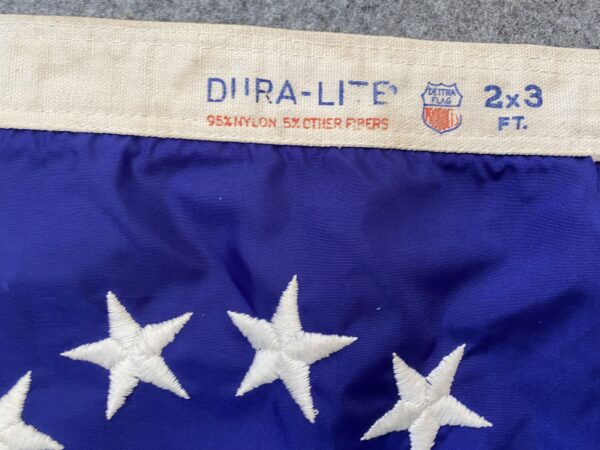 DURA-LITE
95% NYLON 5% OTHER FIBERS
DETTRA
FLAG
2x3
FT.